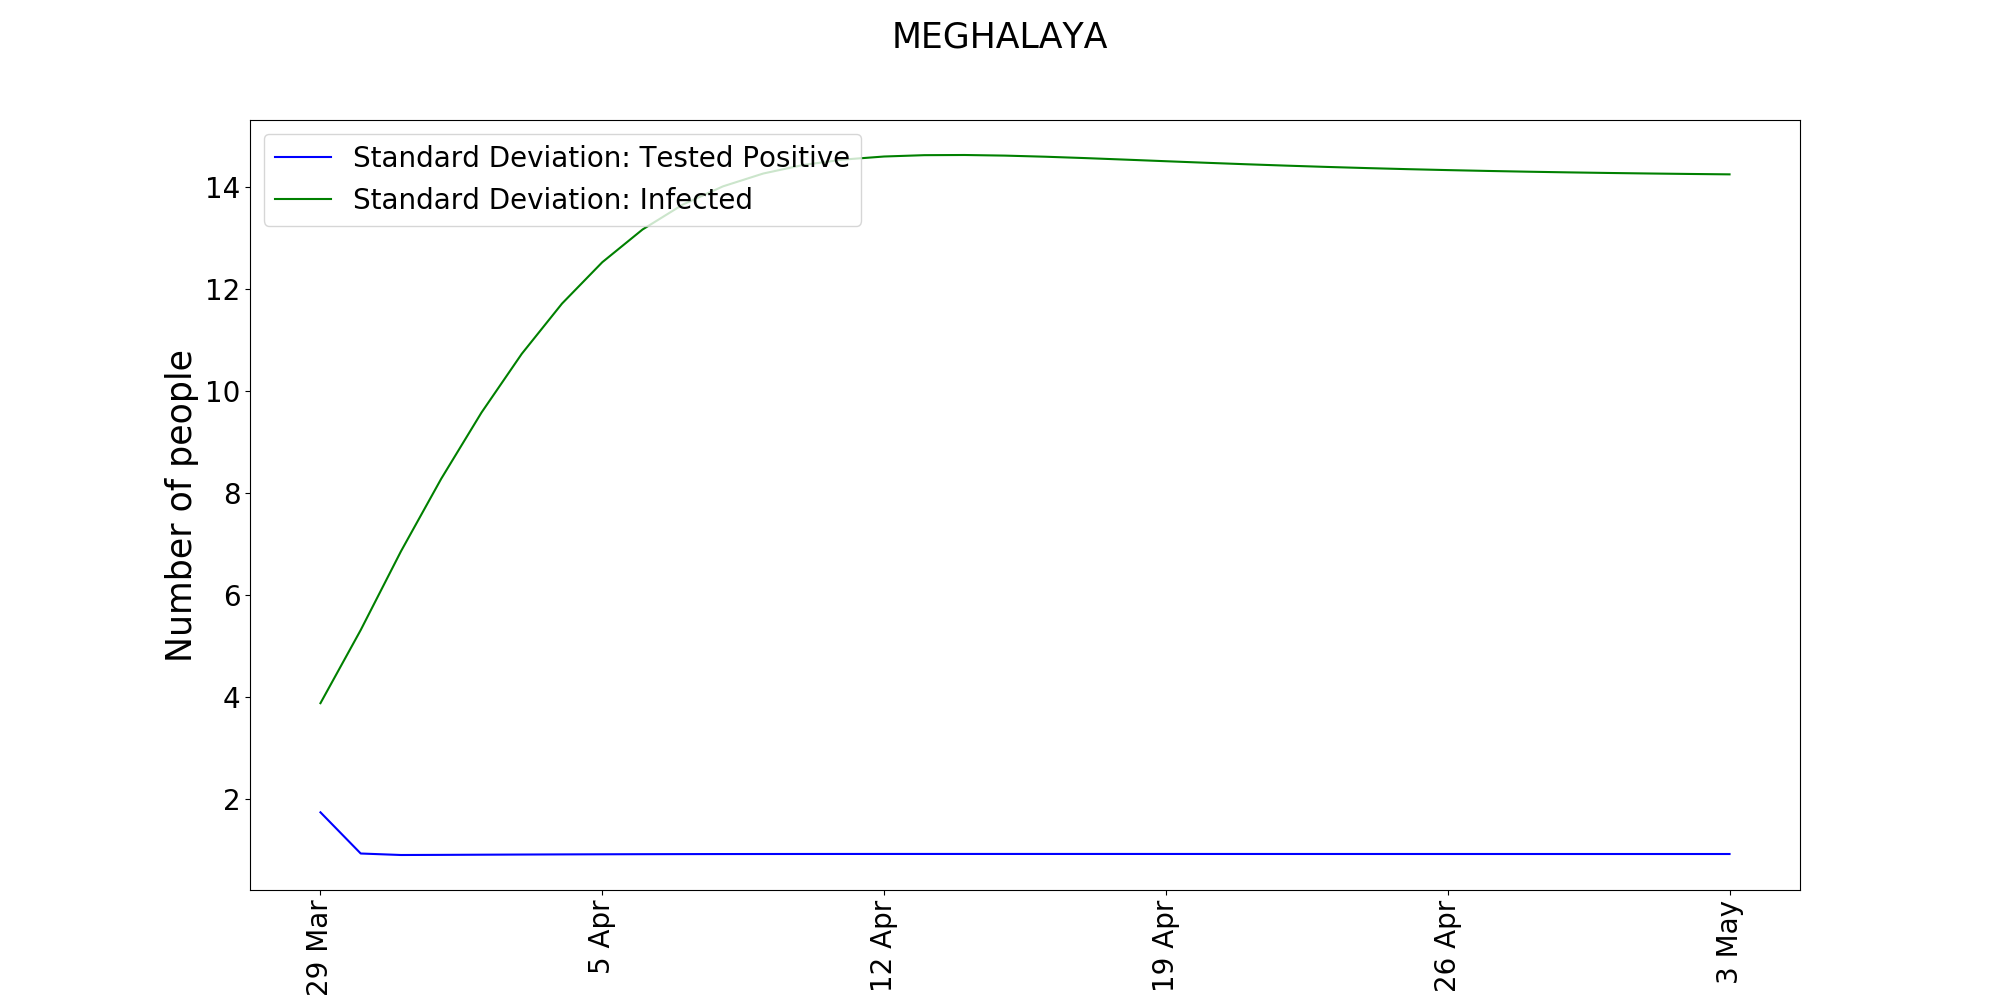 MEGHALAYA
Standard Deviation: Tested Positive
Standard Deviation: Infected
Number of people
14
12
10
8
6
4
2
29 Mar
5 Apr
12 Apr
19 Apr
26 Apr
3 May